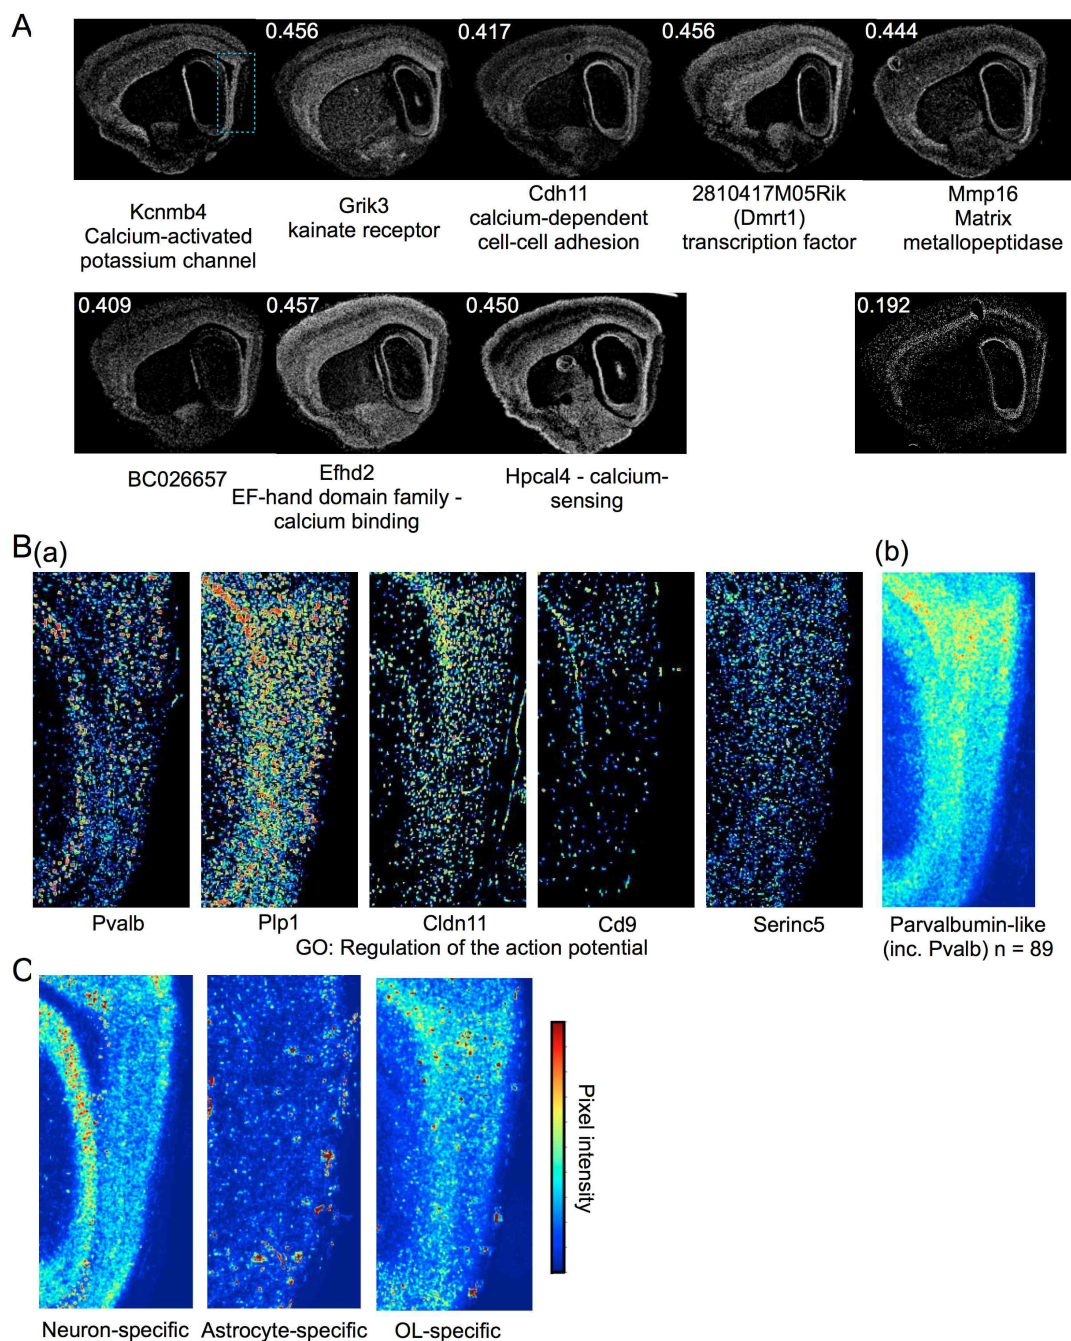 A
0.456
0.417
0.456
0.444
Kcnmb4
Calcium-activated
potassium channel
Grik3
kainate receptor
Cdh11
calcium-dependent
cell-cell adhesion
2810417M05Rik
(Dmrt1)
transcription factor
Mmp16
Matrix
metallopeptidase
0.409
0.457
0.450
0.192
BC026657
Efhd2
EF-hand domain family -
calcium binding
Hpcal4 - calcium-
sensing
B
(a)
(b)
Pvalb
Plp1
Cldn11
Cd9
Serinc5
GO: Regulation of the action potential
Parvalbumin-like
(inc. Pvalb) n = 89
C
Pixel intensity
Neuron-specific
Astrocyte-specific
OL-specific